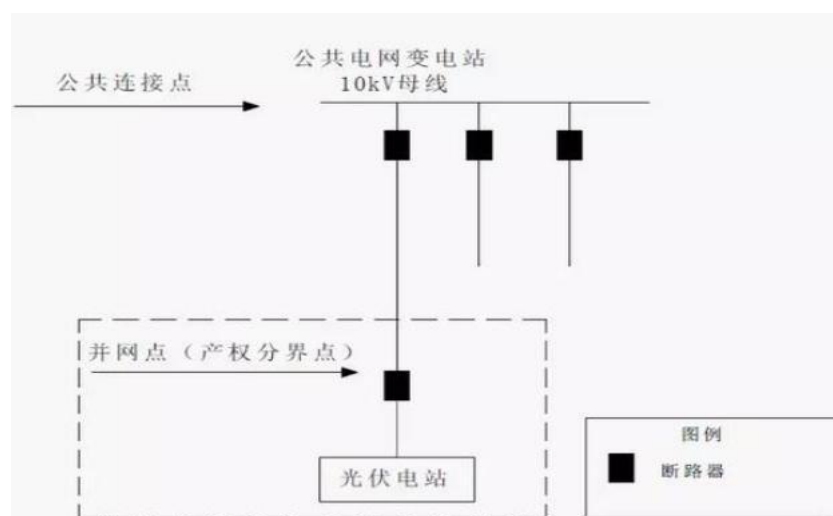 公共电网变电站
公共连接点
10kV母线
并网点（产权分界点）
图例
断路器
光伏电站